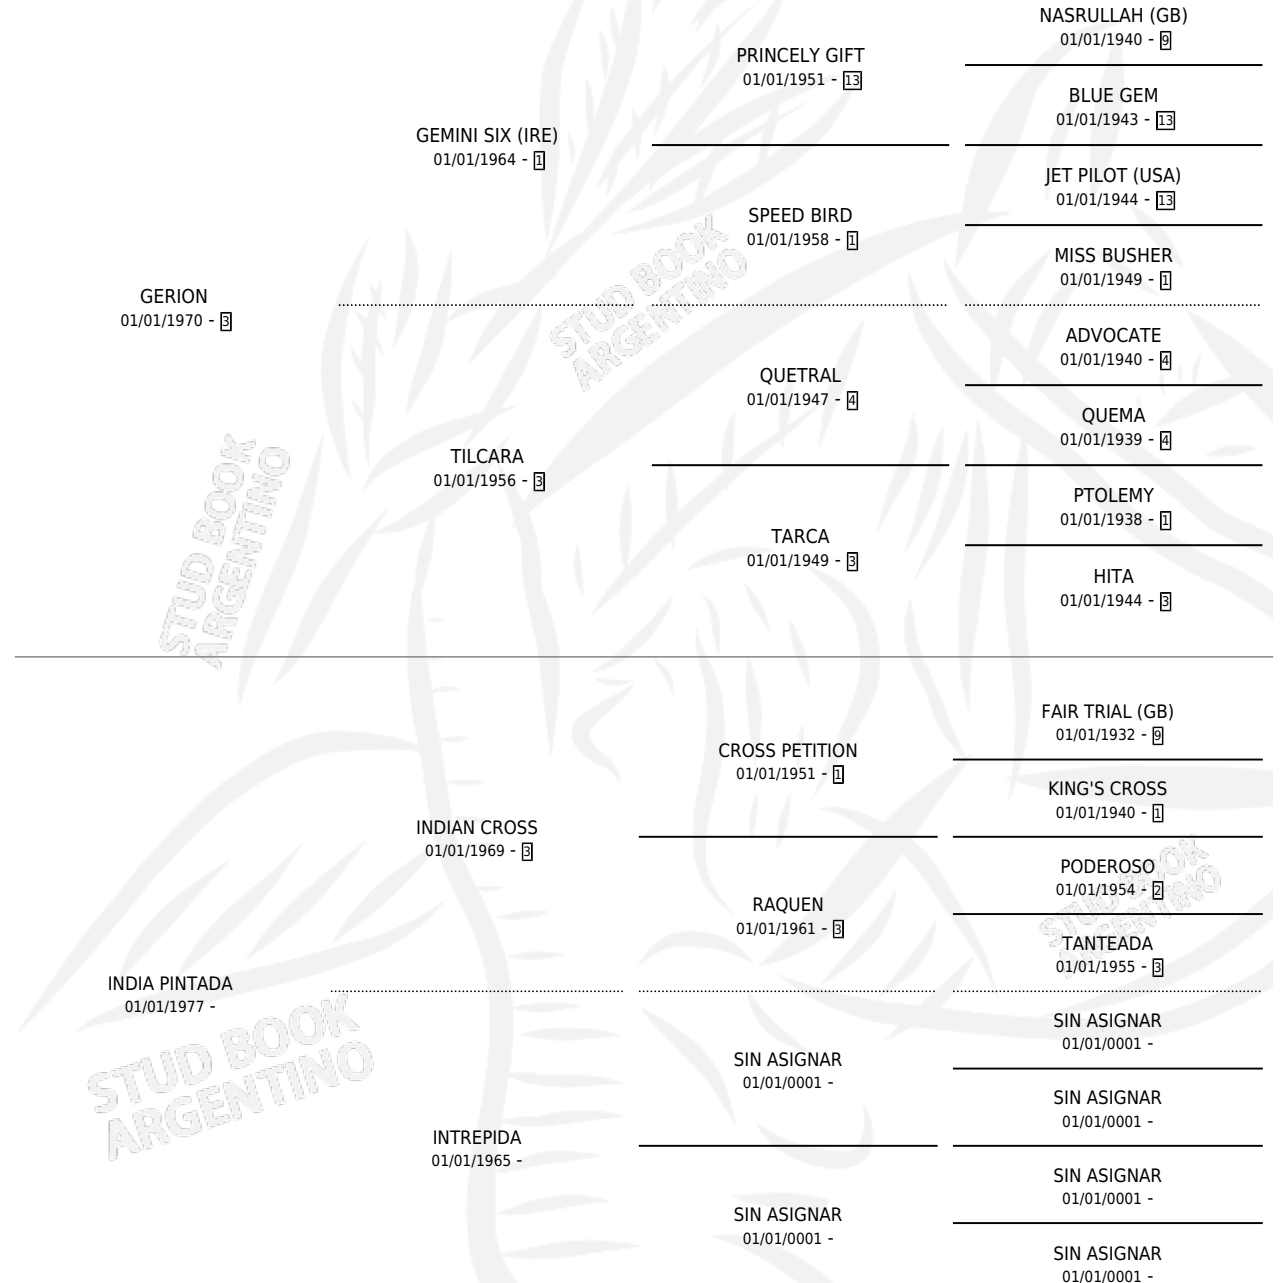 NASRULLAH (GB)
01/01/1940 - 9
PRINCELY GIFT
01/01/1951 - 13
BLUE GEM
01/01/1943 - 13
GEMINI SIX (IRE)
01/01/1964 - 1
JET PILOT (USA)
01/01/1944 - 13
SPEED BIRD
01/01/1958 - 1
MISS BUSHER
01/01/1949 - 1
GERION
01/01/1970 - 3
ADVOCATE
01/01/1940 - 4
QUETRAL
01/01/1947 - 4
QUEMA
01/01/1939 - 4
TILCARA
01/01/1956 - 3
PTOLEMY
01/01/1938 - 1
TARCA
01/01/1949 - 3
HITA
01/01/1944 - 3
FAIR TRIAL (GB)
01/01/1932 - 9
CROSS PETITION
01/01/1951 - 1
KING'S CROSS
01/01/1940 - 1
INDIAN CROSS
01/01/1969 - 3
PODEROSO
01/01/1954 - 2
RAQUEN
01/01/1961 - 3
TANTEADA
01/01/1955 - 3
INDIA PINTADA
01/01/1977 -
SIN ASIGNAR
01/01/0001 -
SIN ASIGNAR
01/01/0001 -
SIN ASIGNAR
01/01/0001 -
INTREPIDA
01/01/1965 -
SIN ASIGNAR
01/01/0001 -
SIN ASIGNAR
01/01/0001 -
SIN ASIGNAR
01/01/0001 -
STUD BOOK
ARGENTINO
STUD BOOK
ARGENTINO
STUD BOOK
ARGENTINO
STUD BOOK
ARGENTINO